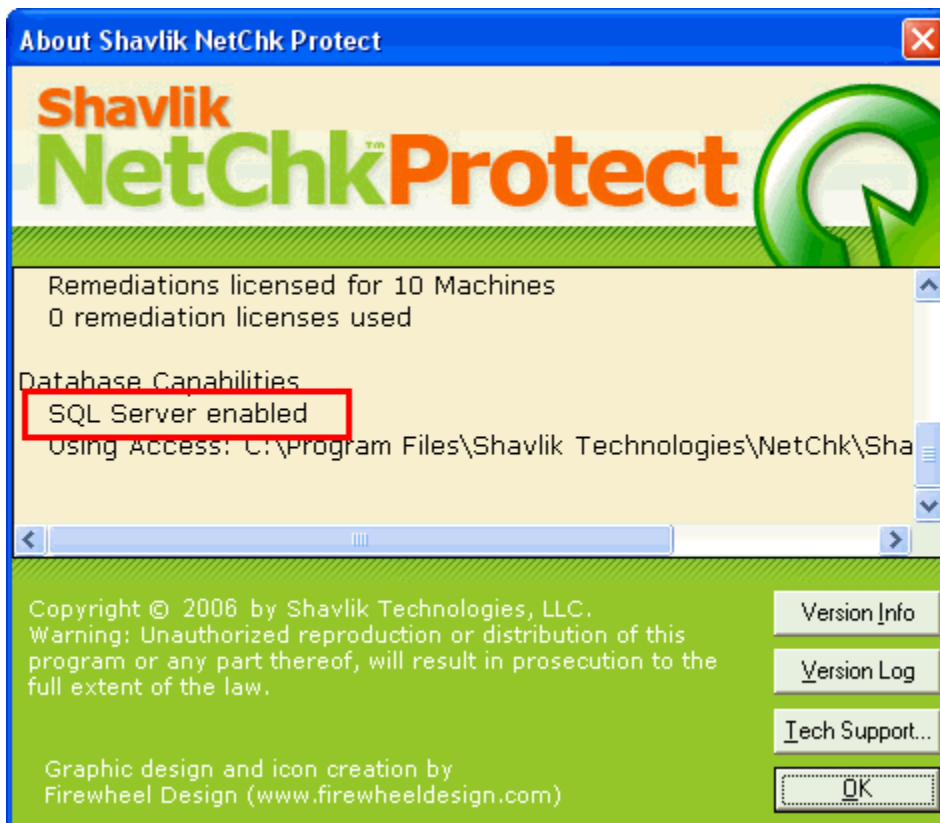 About Shavlik NetChk Protect
Shavlik
NetChk™Protect
Remediations licensed for 10 Machines
0 remediation licenses used
Database Capabilities
SQL Server enabled
Using Access: C:\Program Files\Shavlik Technologies\NetChk\Sha
Copyright © 2006 by Shavlik Technologies, LLC.
Warning: Unauthorized reproduction or distribution of this
program or any part thereof, will result in prosecution to the
full extent of the law.
Version Info
Version Log
Tech Support...
Graphic design and icon creation by
Firewheel Design (www.firewheeldesign.com)
OK